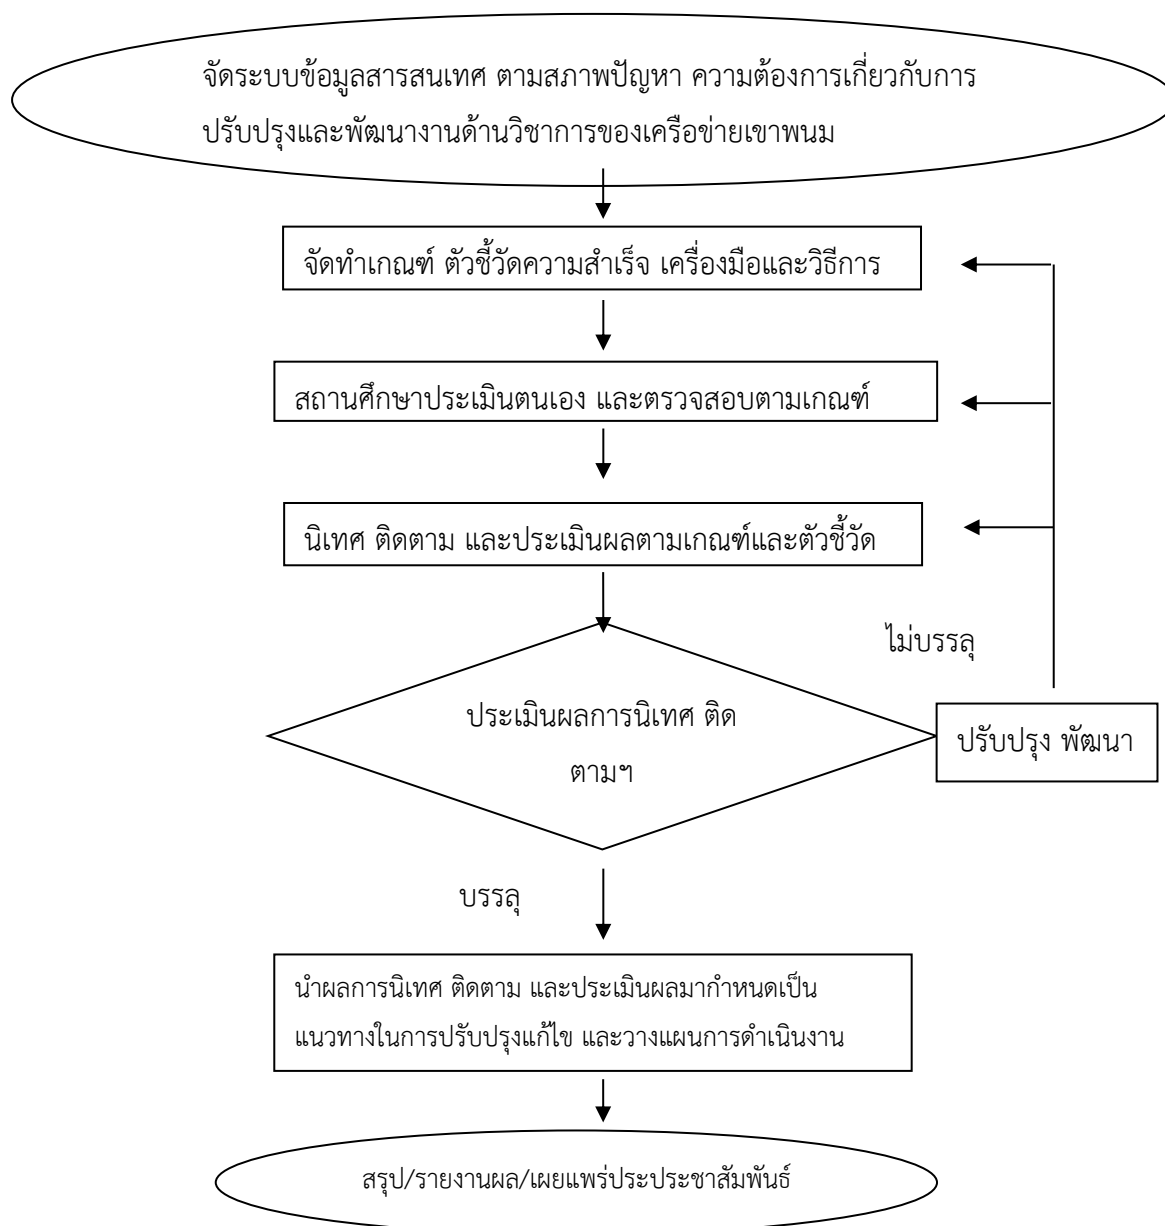 จัดระบบข้อมูลสารสนเทศ ตามสภาพปัญหา ความต้องการเกี่ยวกับการ
ปรับปรุงและพัฒนางานด้านวิชาการของเครือข่ายเขาพนม
จัดทำเกณฑ์ ตัวชี้วัดความสำเร็จ เครื่องมือและวิธีการ
สถานศึกษาประเมินตนเอง และตรวจสอบตามเกณฑ์
นิเทศ ติดตาม และประเมินผลตามเกณฑ์และตัวชี้วัด
ไม่บรรลุ
ประเมินผลการนิเทศ ติด
ตามฯ
ปรับปรุง พัฒนา
บรรลุ
นำผลการนิเทศ ติดตาม และประเมินผลมากำหนดเป็น
แนวทางในการปรับปรุงแก้ไข และวางแผนการดำเนินงาน
สรุป/รายงานผล/เผยแพร่ประประชาสัมพันธ์